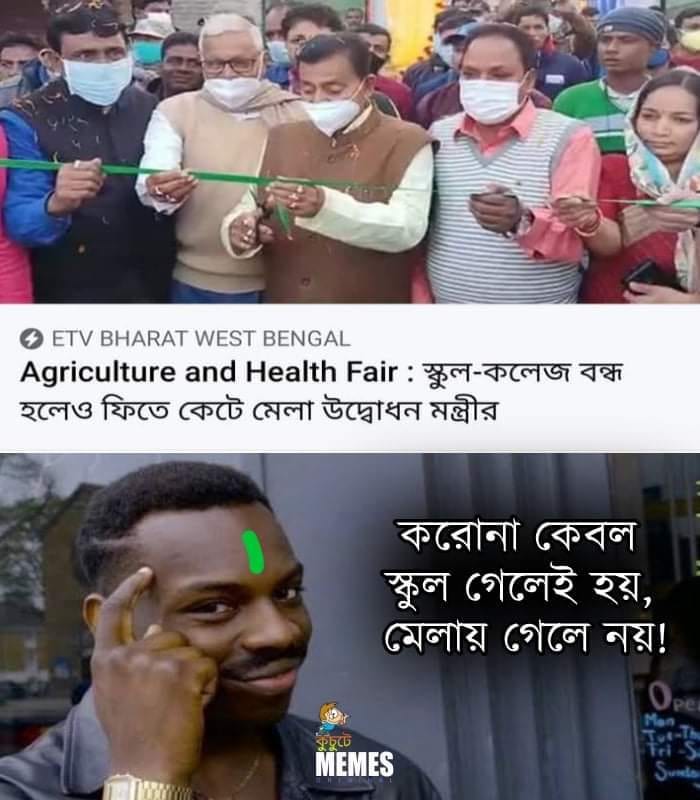 ETV BHARAT WEST BENGAL
Agriculture and Health Fair : স্কুল-কলেজ বন্ধ
হলেও ফিতে কেটে মেলা উদ্বোধন মন্ত্রীর
করোনা কেবল
স্কুল গেলেই হয়,
মেলায় গেলে নয়!
Open
Mon
Tue-Th
Fri -S
Sunda
কুঁচুটে
MEMES